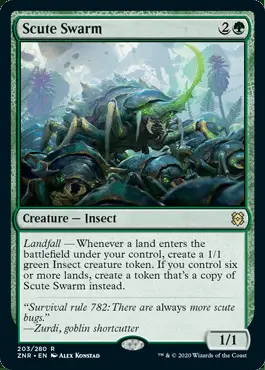 Scute Swarm 2
Creature — Insect
Landfall — Whenever a land enters the
battlefield under your control, create a 1/1
green Insect creature token. If you control six
or more lands, create a token that's a copy of
Scute Swarm instead.
"Survival rule 782: There are always more scute
bugs."
—Zurdi, goblin shortcutter
1/1
203/280 R
ZNR • EN ALEX KONSTAD
™ & © 2020 Wizards of the Coast